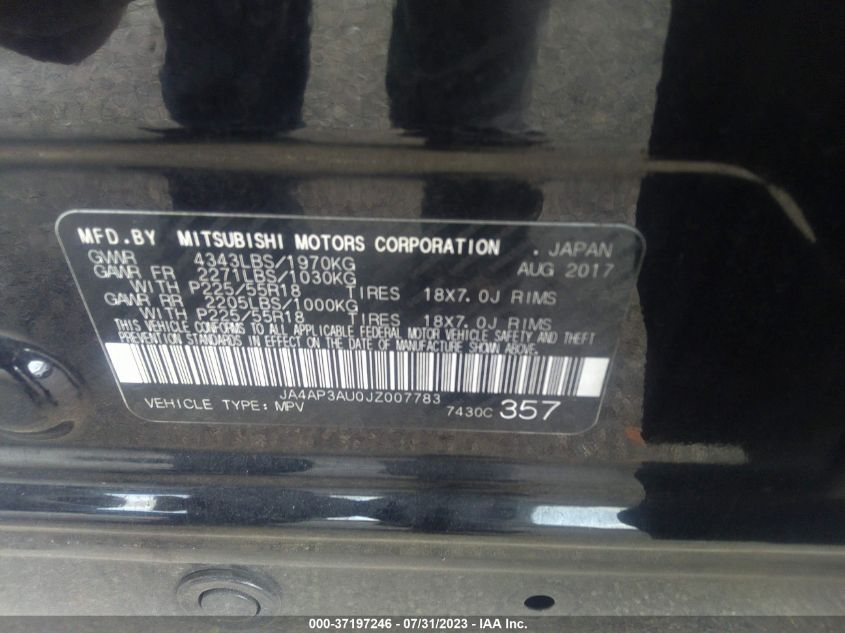 MFD.BY MITSUBISHI MOTORS CORPORATION . JAPAN
GVWR 4343LBS/1970KG AUG 2017
GAWR FR 2271LBS/1030KG
WITH P225/55R18 TIRES 18X7.0J RIMS
GAWR RR 2205LBS/1000KG
WITH P225/55R18 TIRES 18X7.0J RIMS
THIS VEHICLE CONFORMS TO ALL APPLICABLE FEDERAL MOTOR VEHICLE SAFETY AND THEFT
PREVENTION STANDARDS IN EFFECT ON THE DATE OF MANUFACTURE SHOWN ABOVE.
JA4AP3AU0JZ007783
VEHICLE TYPE: MPV 7430C 357
000-37197246 - 07/31/2023 - © IAA Inc.